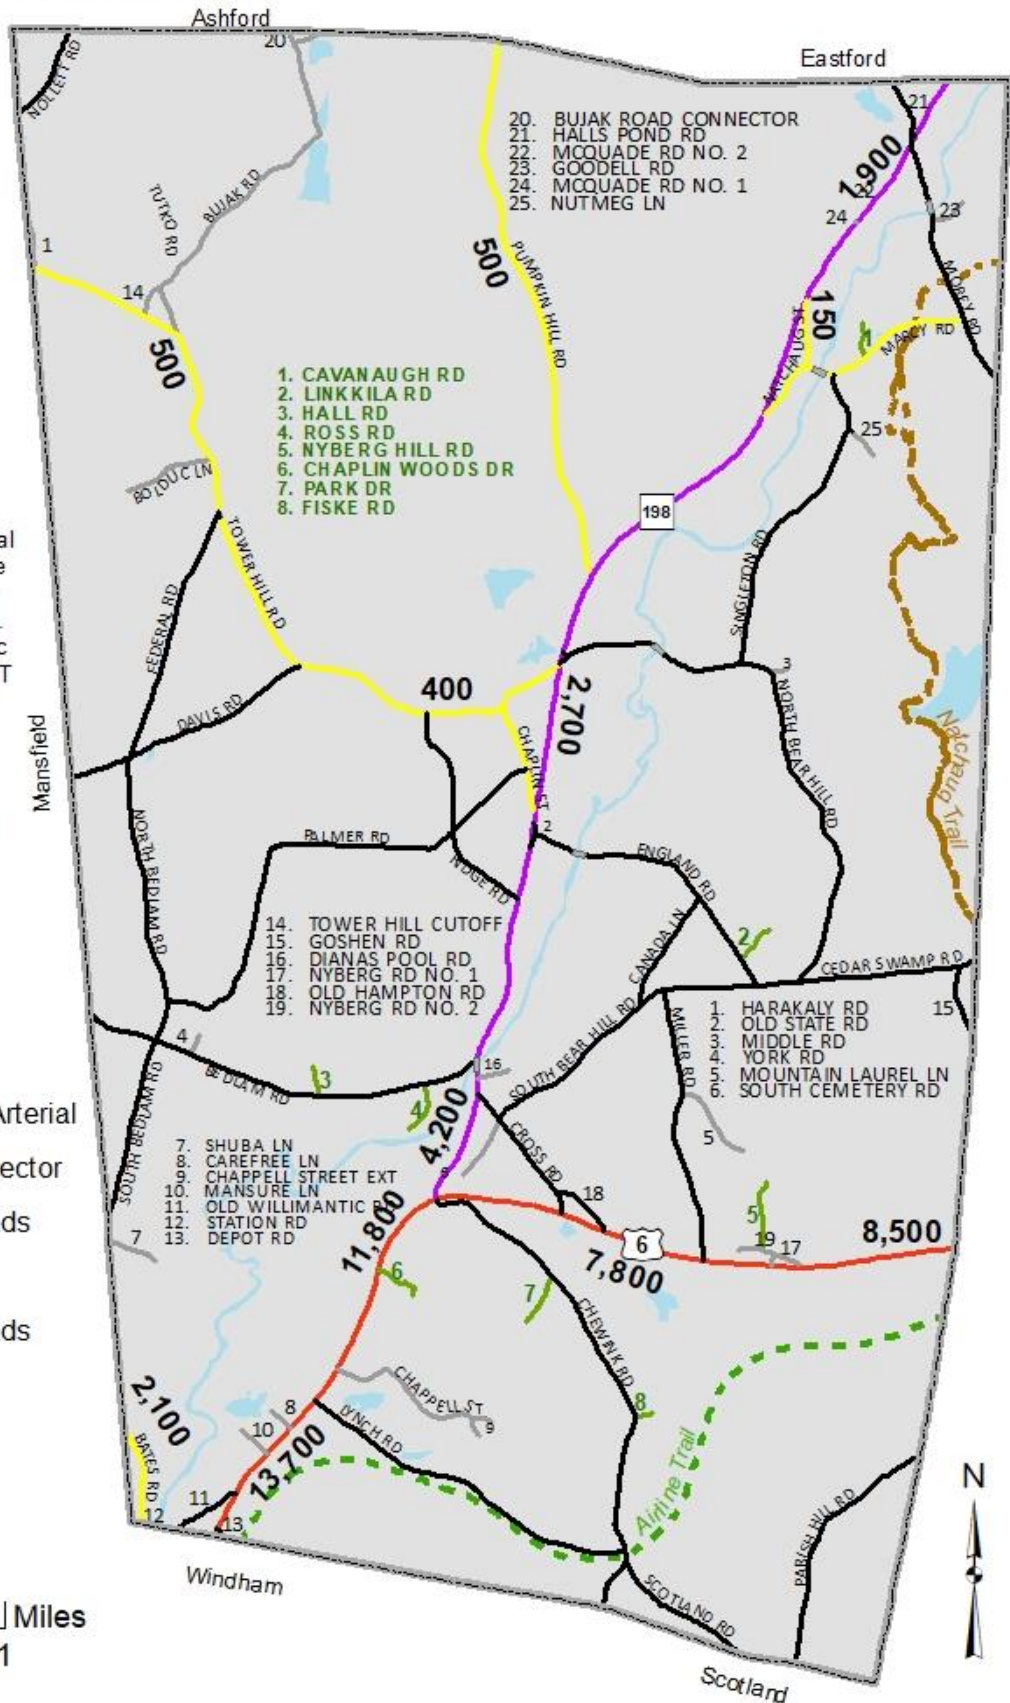 Ashford
20
Eastford
NOLLETT RD
21
20. BUJAK ROAD CONNECTOR
21. HALLS POND RD
22. MCQUADE RD NO. 2
23. GOODELL RD
24. MCQUADE RD NO. 1
25. NUTMEG LN
1,900
TUTKO RD
BUJAK RD
24
23
1
500
PUMPKIN HILL RD
MOREY RD
14
150
NATCHAUG ST
1
MARCY RD
500
1. CAVANAUGH RD
2. LINKKILA RD
3. HALL RD
4. ROSS RD
5. NYBERG HILL RD
6. CHAPLIN WOODS DR
7. PARK DR
8. FISKE RD
25
BOLDUC LN
198
al
e
TOWER HILL RD
SINGLETON RD
FEDERAL RD
c
T
3
400
2,700
NORTH BEAR HILL RD
DAVIS RD
Natchaug Trail
Mansfield
CHAPLIN ST
2
PALMER RD
NORTH BEDLAM RD
NDGE RD
ENGLAND RD
14. TOWER HILL CUTOFF
15. GOSHEN RD
16. DIANAS POOL RD
17. NYBERG RD NO. 1
18. OLD HAMPTON RD
19. NYBERG RD NO. 2
CANADA LN
2
CEDAR SWAMP RD
15
1. HARAKALY RD
2. OLD STATE RD
3. MIDDLE RD
4. YORK RD
5. MOUNTAIN LAUREL LN
6. SOUTH CEMETERY RD
MILLER RD
4
16
SOUTH BEAR HILL RD
BEDLAM RD
3
4
SOUTH BEDLAM RD
Arterial
4,200
CROSS RD
5
7. SHUBA LN
8. CAREFREE LN
9. CHAPPELL STREET EXT
10. MANSURE LN
11. OLD WILLIMANTIC
12. STATION RD
13. DEPOT RD
ector
18
5
ds
11,800
7
6
7,800
19
17
8,500
6
7
CHEWINK RD
ds
2,100
CHAPPELL ST
8
8
9
10
LYNCH RD
BATES RD
13,700
Airline Trail
11
12
13
N
PARISH HILL RD
Windham
SCOTLAND RD
Miles
1
Scotland